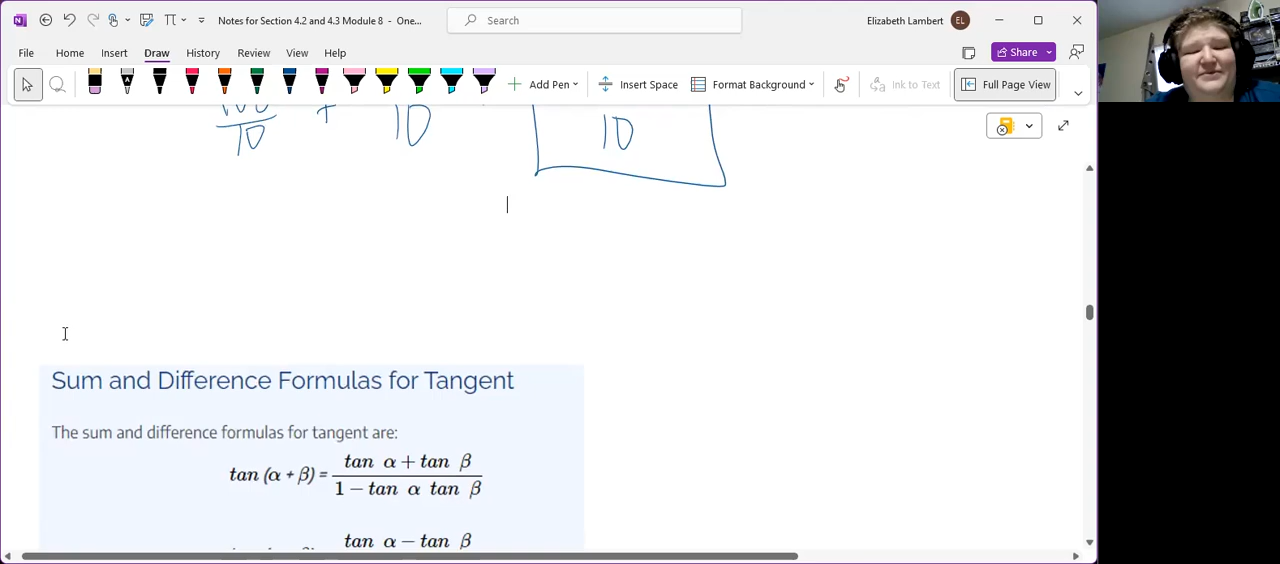 Notes for Section 4.2 and 4.3 Module 8 - One...
Search
Elizabeth Lambert
EL
File Home Insert Draw History Review View Help
Share
Add Pen
Insert Space
Format Background
Ink to Text
Full Page View
10 + 10
10
Sum and Difference Formulas for Tangent
The sum and difference formulas for tangent are:
tan (α + β) = tan α + tan β
1 − tan α tan β
tan α − tan β